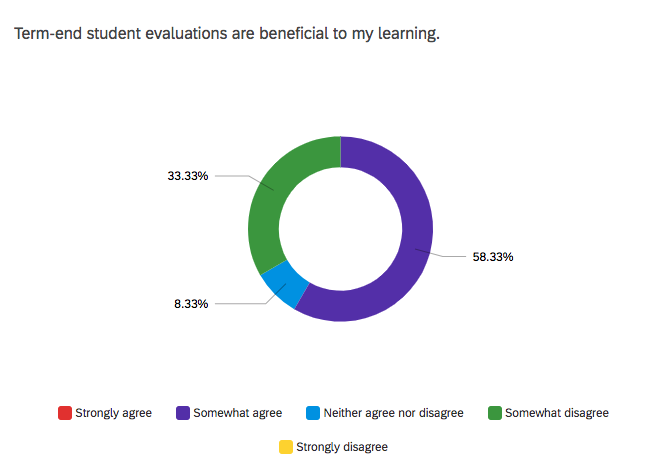 Term-end student evaluations are beneficial to my learning.
33.33%
58.33%
8.33%
Strongly agree Somewhat agree Neither agree nor disagree Somewhat disagree
Strongly disagree